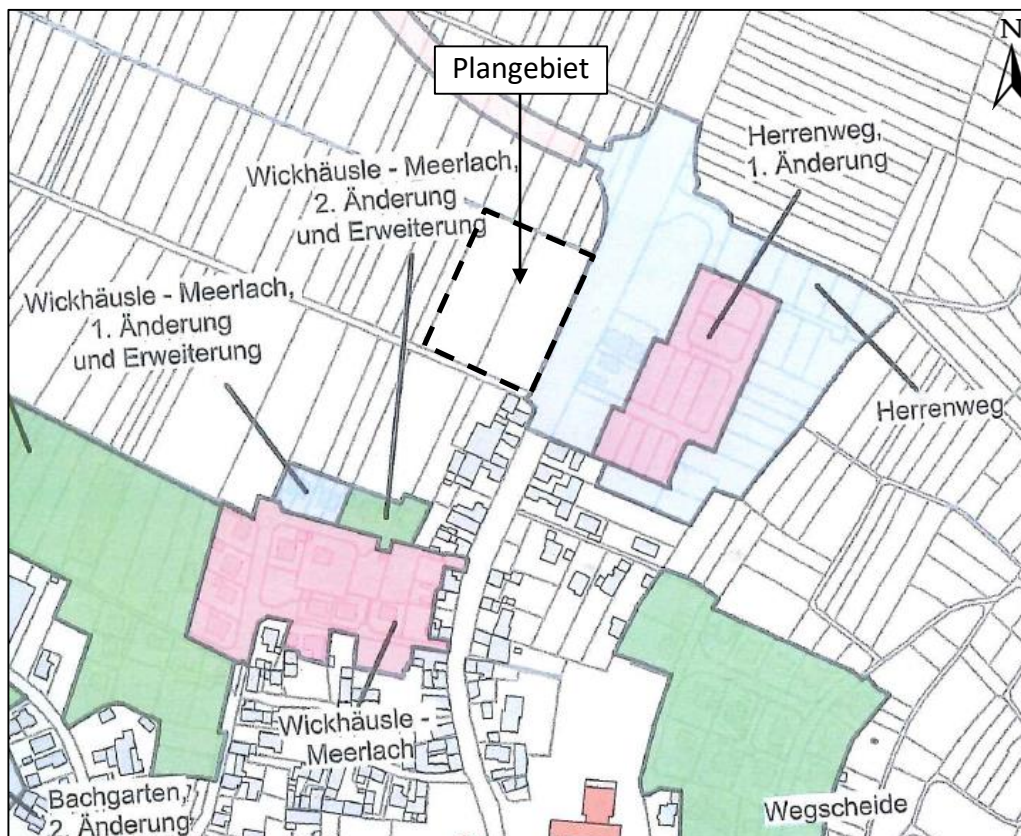 N
Plangebiet
Herrenweg,
1. Änderung
Wickhäusle - Meerlach,
2. Änderung
und Erweiterung
Wickhäusle - Meerlach,
1. Änderung
und Erweiterung
Herrenweg
Wickhäusle -
Meerlach
Bachgarten,
2. Änderung
Wegscheide